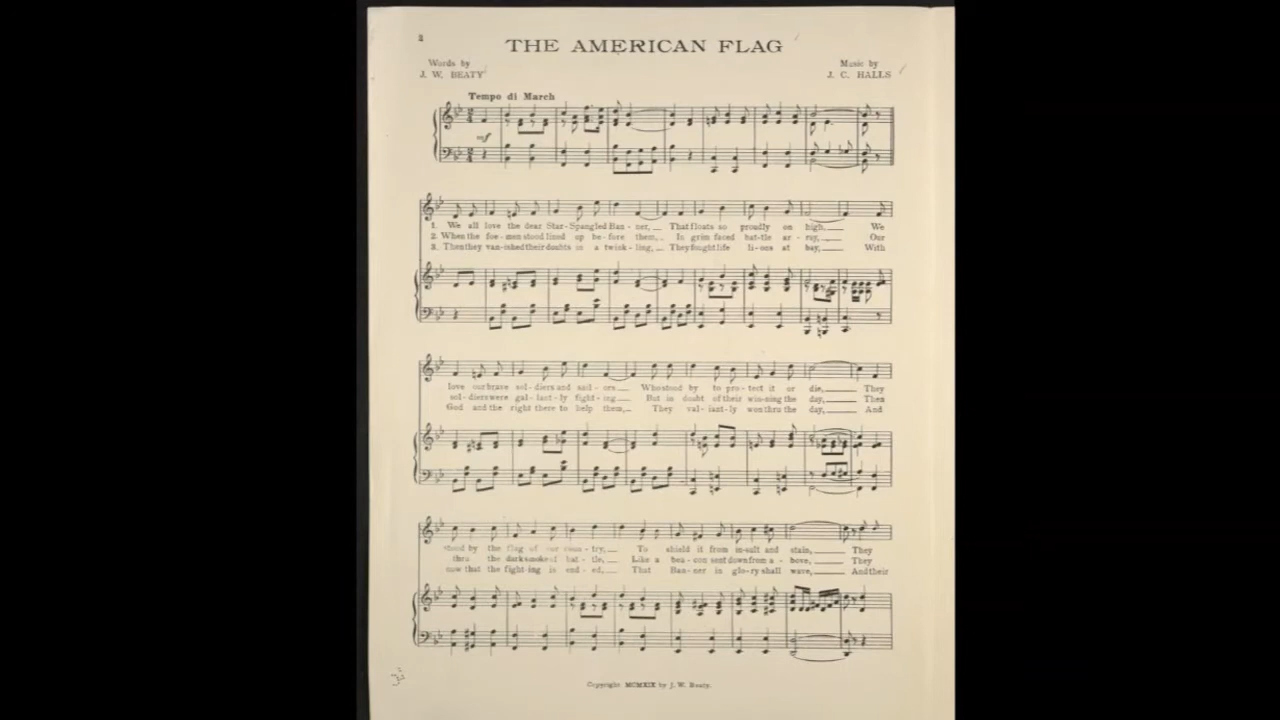 2
THE AMERICAN FLAG
Words by
J. W. BEATY
Music by
J. C. HALLS
Tempo di March
mf
1. We all love the dear Star-Spangled Ban-ner, That floats so proudly on high, We
2. When the foe-men stood lined up be-fore them, In grim faced bat-tle ar-ray, Our
3. Then they van-ished their doubts in a twink-ling, They fought life li-ons at bay, With
love our brave sol-diers and sail-ors Who stood by to pro-tect it or die, They
sol-diers were gal-lant-ly fight-ing But in doubt of their win-ning the day, Then
God and the right there to help them, They val-iant-ly won thru the day, And
stood by the flag of our coun-try, To shield it from in-sult and stain, They
thru the dark smoke of bat-tle, Like a bea-con sent down from a-bove, They
now that the fight-ing is end-ed, That Ban-ner in glo-ry shall wave, And their
Copyright MCMXIX by J. W. Beaty.